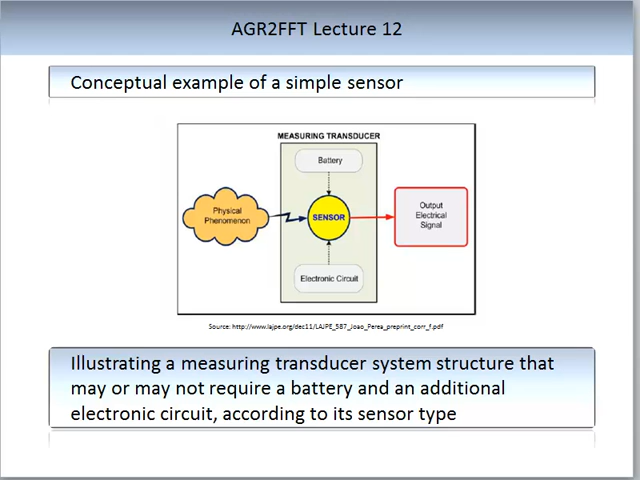 AGR2FFT Lecture 12
Conceptual example of a simple sensor
MEASURING TRANSDUCER
Battery
Physical
Phenomenon
SENSOR
Output
Electrical
Signal
Electronic Circuit
Source: http://www.lajpe.org/dec11/LAJPE_587_Joao_Perea_preprint_corr_f.pdf
Illustrating a measuring transducer system structure that
may or may not require a battery and an additional
electronic circuit, according to its sensor type